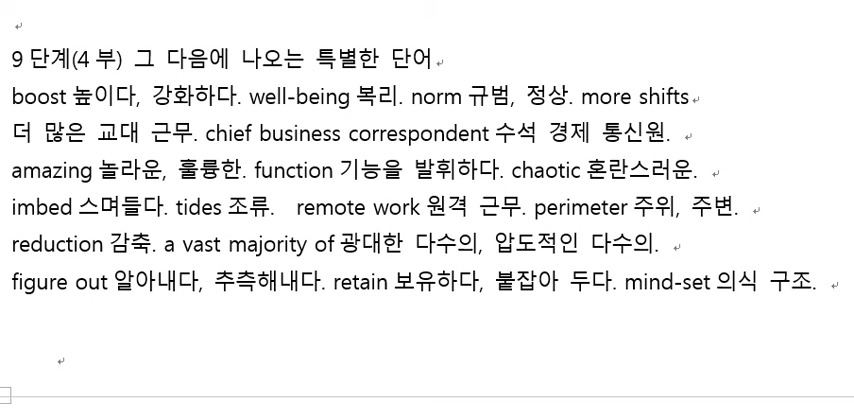 9 단계(4 부) 그 다음에 나오는 특별한 단어
boost 높이다, 강화하다. well-being 복리. norm 규범, 정상. more shifts
더 많은 교대 근무. chief business correspondent 수석 경제 통신원.
amazing 놀라운, 훌륭한. function 기능을 발휘하다. chaotic 혼란스러운.
imbed 스며들다. tides 조류. remote work 원격 근무. perimeter 주위, 주변.
reduction 감축. a vast majority of 광대한 다수의, 압도적인 다수의.
figure out 알아내다, 추측해내다. retain 보유하다, 붙잡아 두다. mind-set 의식 구조.